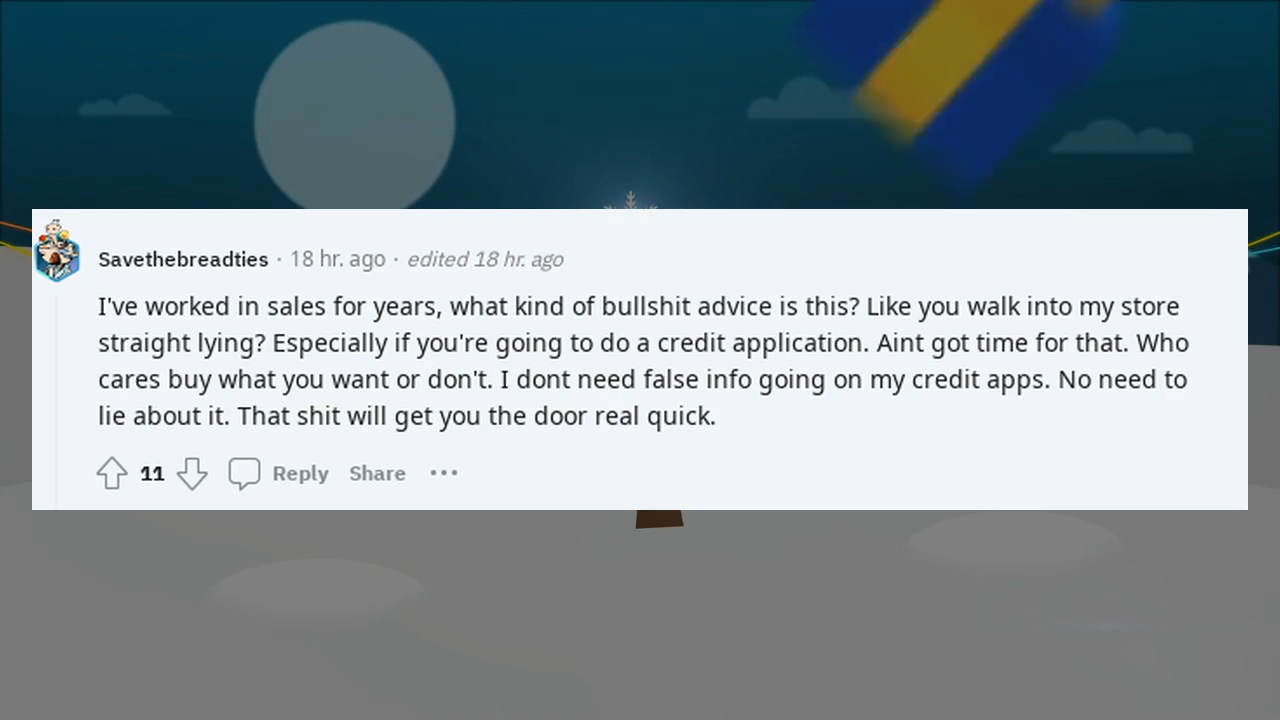 Savethebreadties · 18 hr. ago · edited 18 hr. ago
I've worked in sales for years, what kind of bullshit advice is this? Like you walk into my store
straight lying? Especially if you're going to do a credit application. Aint got time for that. Who
cares buy what you want or don't. I dont need false info going on my credit apps. No need to
lie about it. That shit will get you the door real quick.
11 Reply Share •••